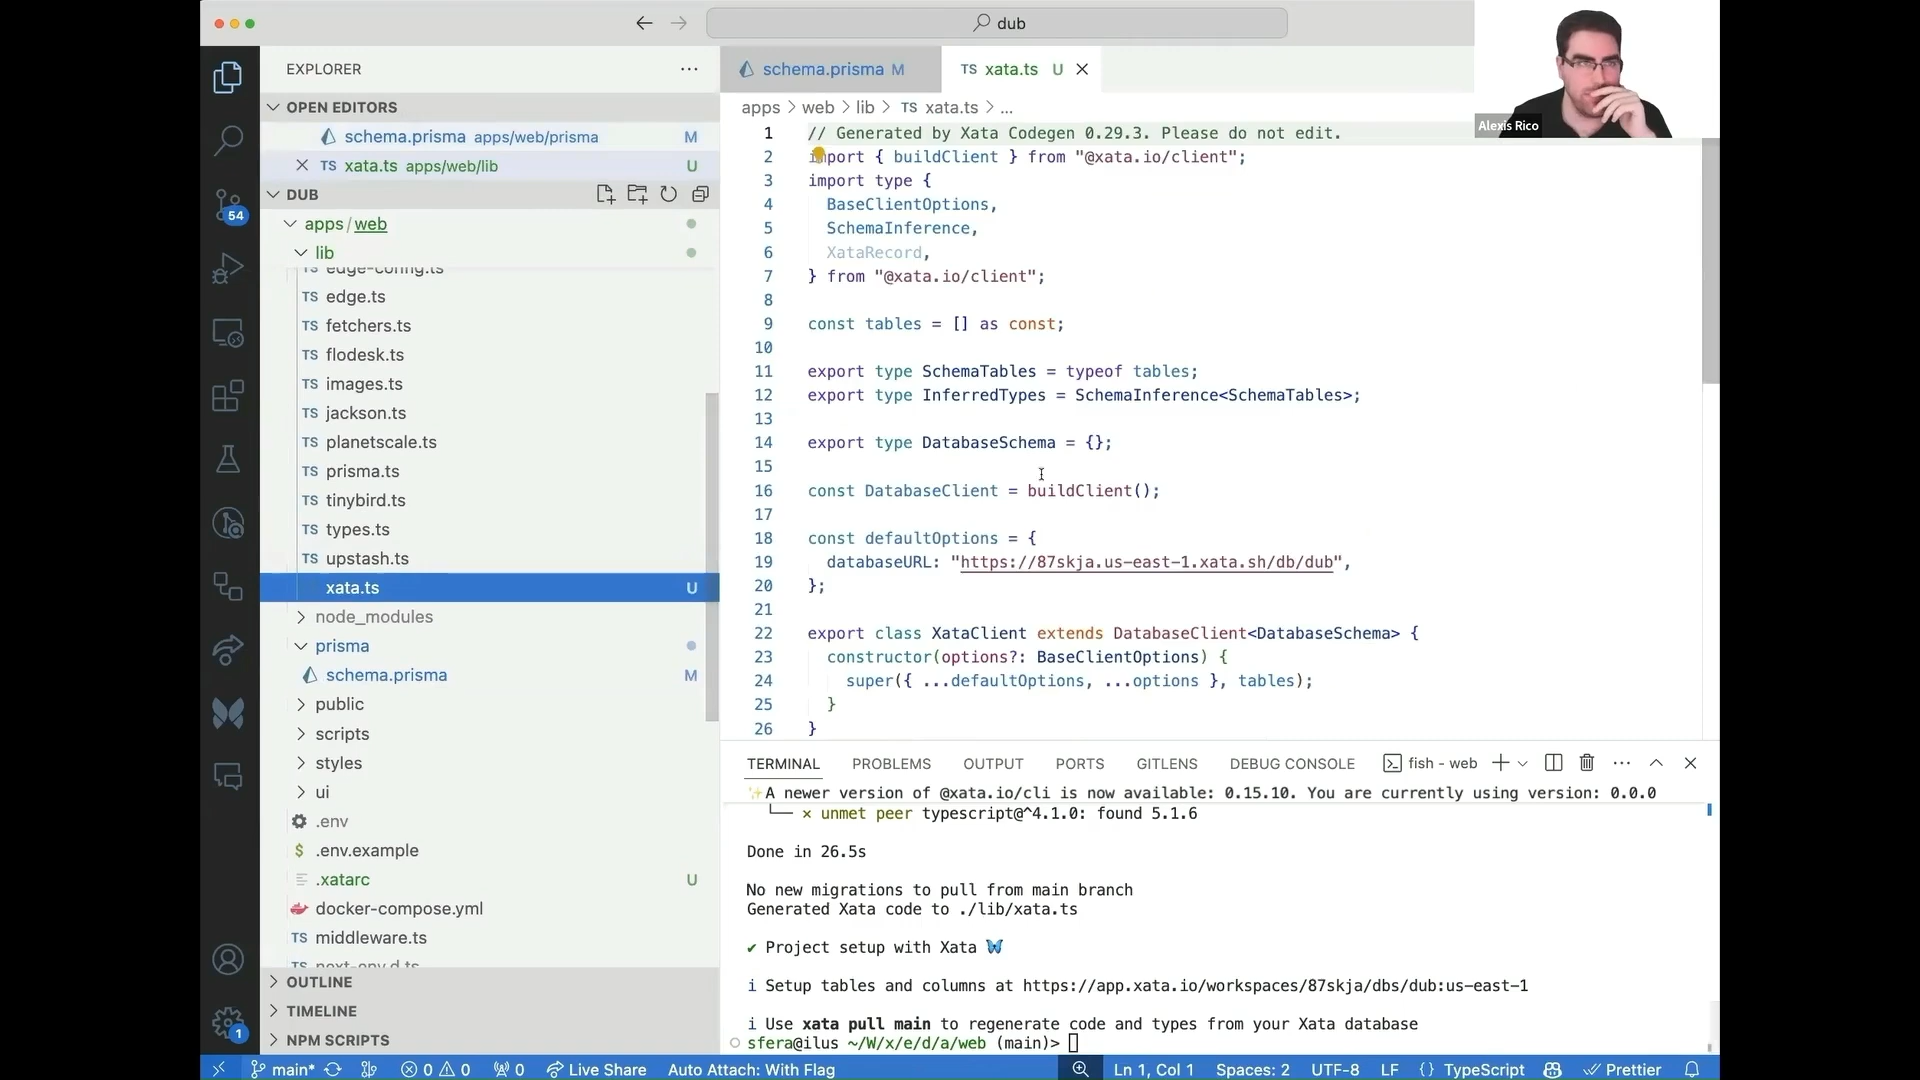 dub
Alexis Rico
EXPLORER
OPEN EDITORS
schema.prisma apps/web/prisma M
xata.ts apps/web/lib U
DUB
apps/web
lib
edge-config.ts
edge.ts
fetchers.ts
flodesk.ts
images.ts
jackson.ts
planetscale.ts
prisma.ts
tinybird.ts
types.ts
upstash.ts
xata.ts U
node_modules
prisma
schema.prisma M
public
scripts
styles
ui
.env
.env.example
.xatarc U
docker-compose.yml
middleware.ts
next-env.d.ts
OUTLINE
TIMELINE
NPM SCRIPTS
54
1
schema.prisma M
TS xata.ts U
apps > web > lib > TS xata.ts > ...
1 // Generated by Xata Codegen 0.29.3. Please do not edit.
2 import { buildClient } from "@xata.io/client";
3 import type {
4 BaseClientOptions,
5 SchemaInference,
6 XataRecord,
7 } from "@xata.io/client";
8
9 const tables = [] as const;
10
11 export type SchemaTables = typeof tables;
12 export type InferredTypes = SchemaInference<SchemaTables>;
13
14 export type DatabaseSchema = {};
15
16 const DatabaseClient = buildClient();
17
18 const defaultOptions = {
19 databaseURL: "https://87skja.us-east-1.xata.sh/db/dub",
20 };
21
22 export class XataClient extends DatabaseClient<DatabaseSchema> {
23 constructor(options?: BaseClientOptions) {
24 super({ ...defaultOptions, ...options }, tables);
25 }
26 }
TERMINAL PROBLEMS OUTPUT PORTS GITLENS DEBUG CONSOLE fish - web
✨A newer version of @xata.io/cli is now available: 0.15.10. You are currently using version: 0.0.0
└── × unmet peer typescript@^4.1.0: found 5.1.6
Done in 26.5s
No new migrations to pull from main branch
Generated Xata code to ./lib/xata.ts
✔ Project setup with Xata 🦋
i Setup tables and columns at https://app.xata.io/workspaces/87skja/dbs/dub:us-east-1
i Use xata pull main to regenerate code and types from your Xata database
sfera@ilus ~/W/x/e/d/a/web (main)>
main* 0 0 0 Live Share Auto Attach: With Flag Ln 1, Col 1 Spaces: 2 UTF-8 LF {} TypeScript Prettier